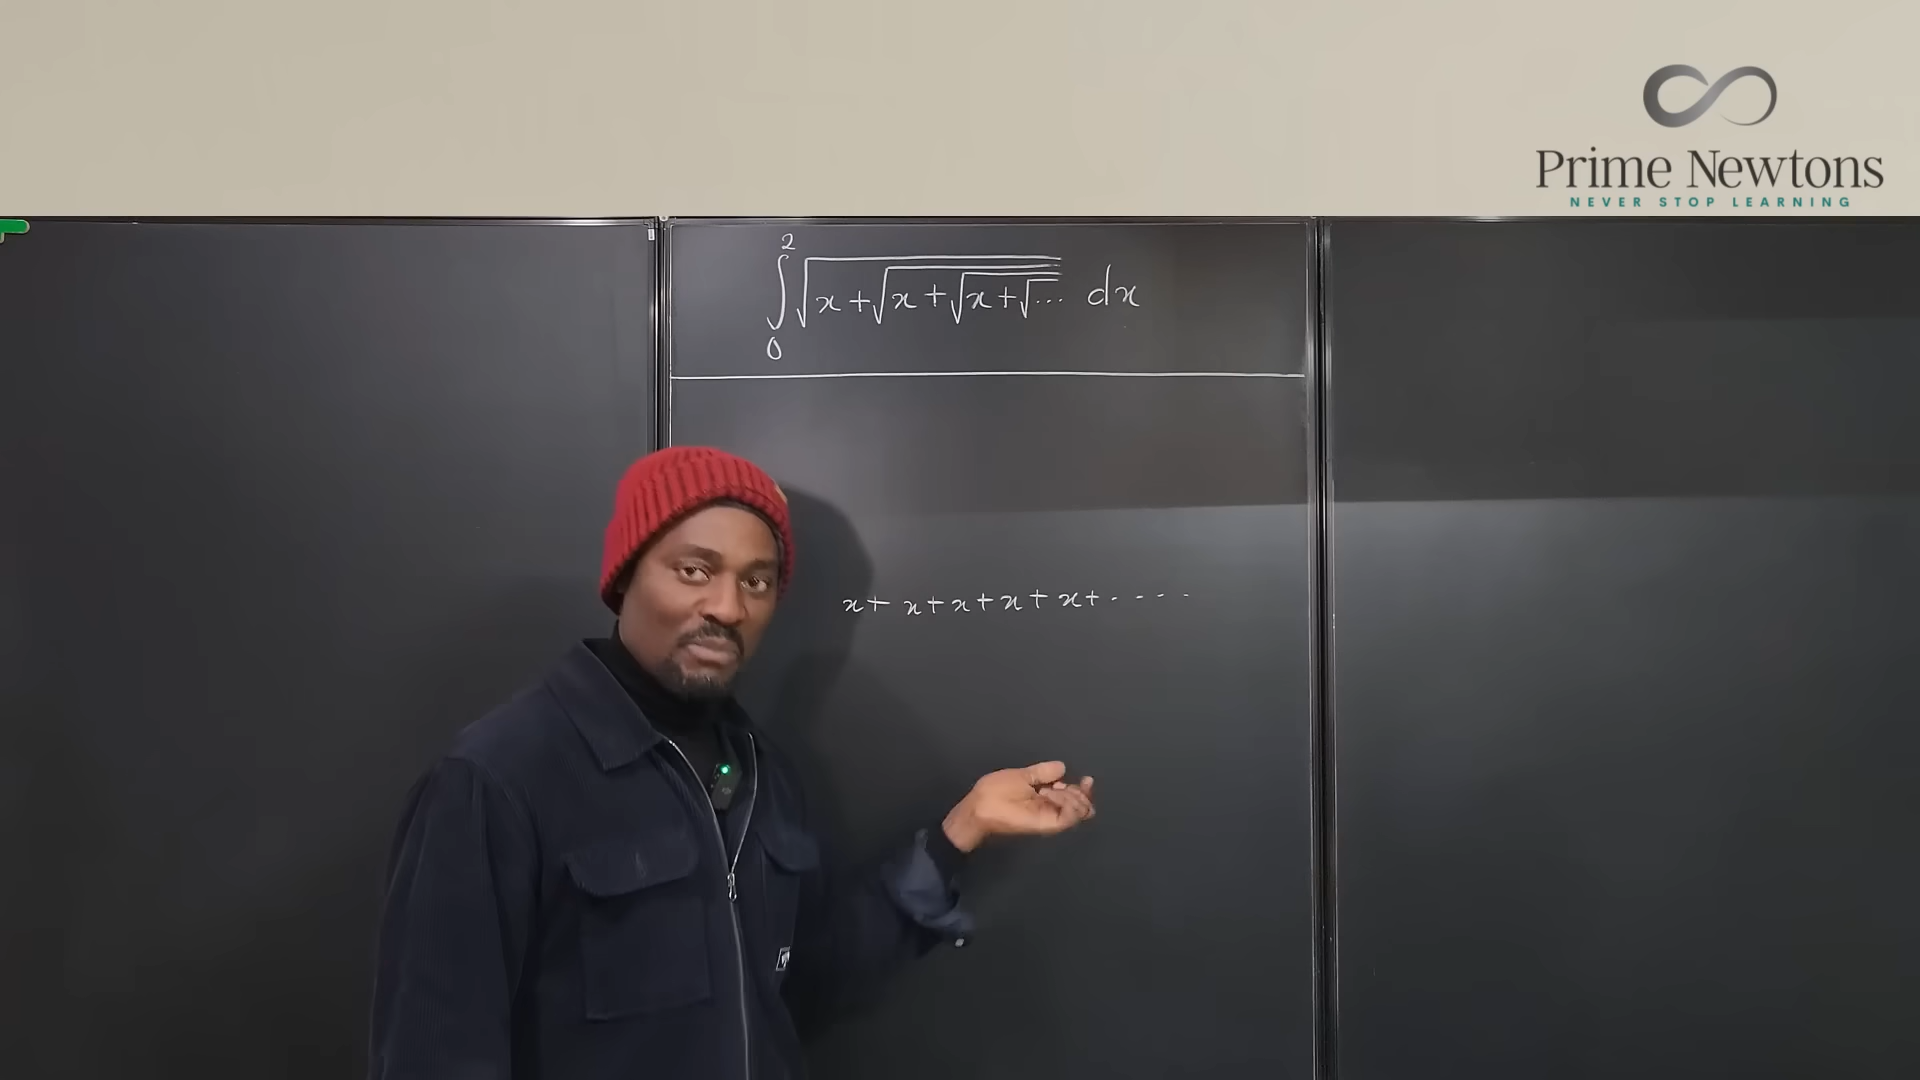 Prime Newtons
NEVER STOP LEARNING
∫₀² √(x+√(x+√(x+√(... dx
x+ x+x+x+x+.....